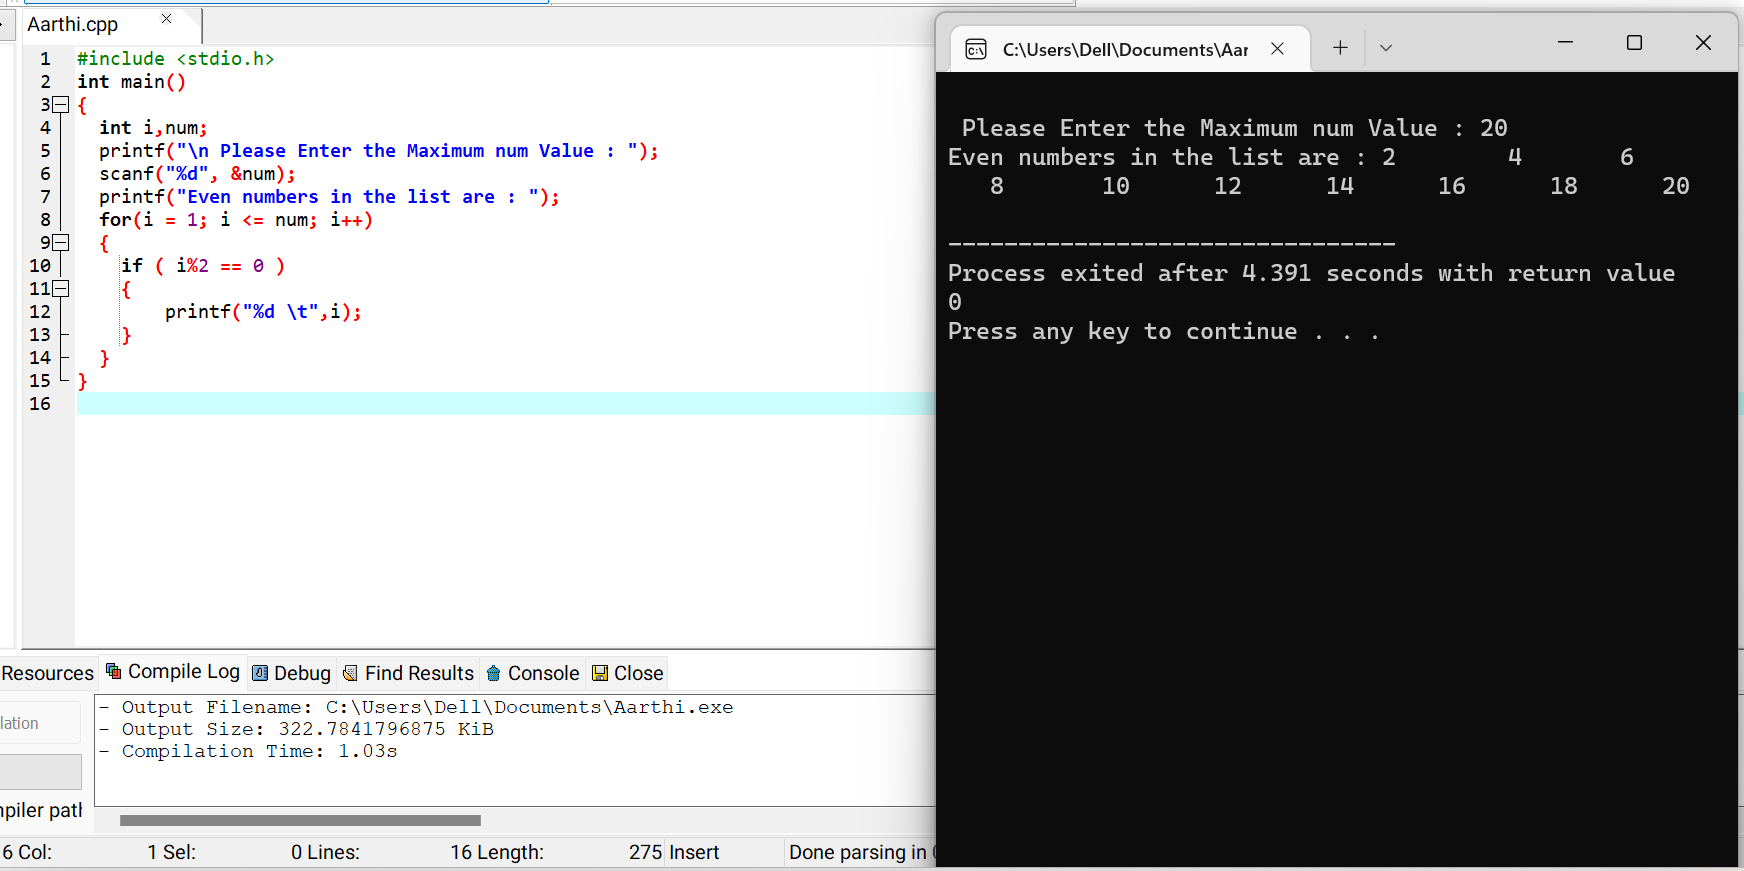 Aarthi.cpp
1 #include <stdio.h>
2 int main()
3 {
4 int i,num;
5 printf("\n Please Enter the Maximum num Value : ");
6 scanf("%d", &num);
7 printf("Even numbers in the list are : ");
8 for(i = 1; i <= num; i++)
9 {
10 if ( i%2 == 0 )
11 {
12 printf("%d \t",i);
13 }
14 }
15 }
16
C:\Users\Dell\Documents\Aar
Please Enter the Maximum num Value : 20
Even numbers in the list are : 2 4 6
8 10 12 14 16 18 20
--------------------------------
Process exited after 4.391 seconds with return value
0
Press any key to continue . . .
Resources Compile Log Debug Find Results Console Close
lation
- Output Filename: C:\Users\Dell\Documents\Aarthi.exe
- Output Size: 322.7841796875 KiB
- Compilation Time: 1.03s
mpiler path
6 Col: 1 Sel: 0 Lines: 16 Length: 275 Insert Done parsing in